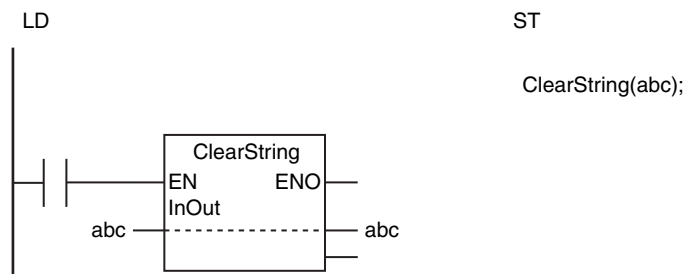 LD
ST
ClearString(abc);
ClearString
EN ENO
InOut
abc abc